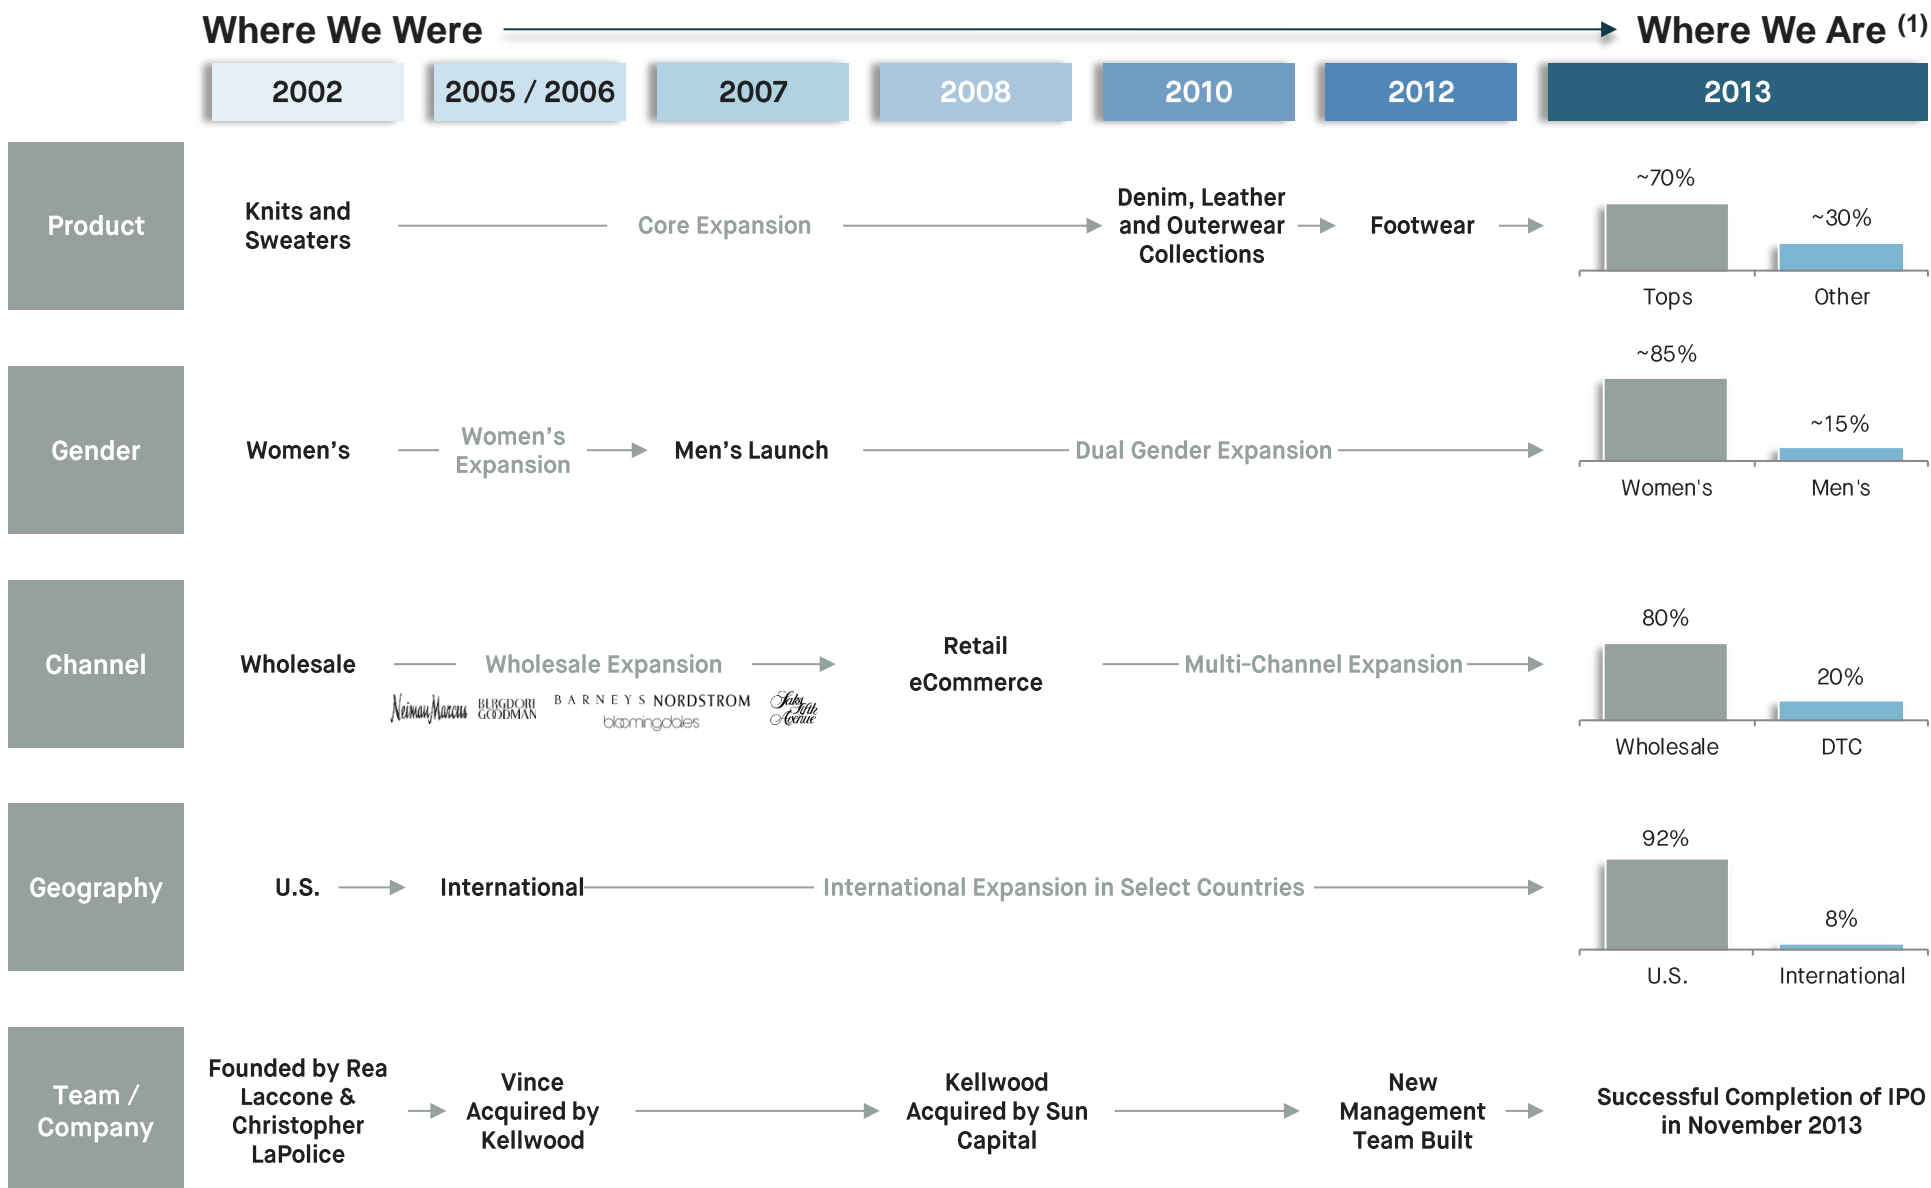 Where We Were
Where We Are (1)
2002
2005 / 2006
2007
2008
2010
2012
2013
Product
Knits and
Sweaters
Core Expansion
Denim, Leather
and Outerwear
Collections
Footwear
~70%
~30%
Tops
Other
Gender
Women’s
Women’s
Expansion
Men’s Launch
Dual Gender Expansion
~85%
~15%
Women's
Men's
Channel
Wholesale
Wholesale Expansion
Neiman Marcus
BERGDORF
GOODMAN
BARNEYS
NORDSTROM
bloomingdale's
Saks
Fifth
Avenue
Retail
eCommerce
Multi-Channel Expansion
80%
20%
Wholesale
DTC
Geography
U.S.
International
International Expansion in Select Countries
92%
8%
U.S.
International
Team /
Company
Founded by Rea
Laccone &
Christopher
LaPolice
Vince
Acquired by
Kellwood
Kellwood
Acquired by Sun
Capital
New
Management
Team Built
Successful Completion of IPO
in November 2013